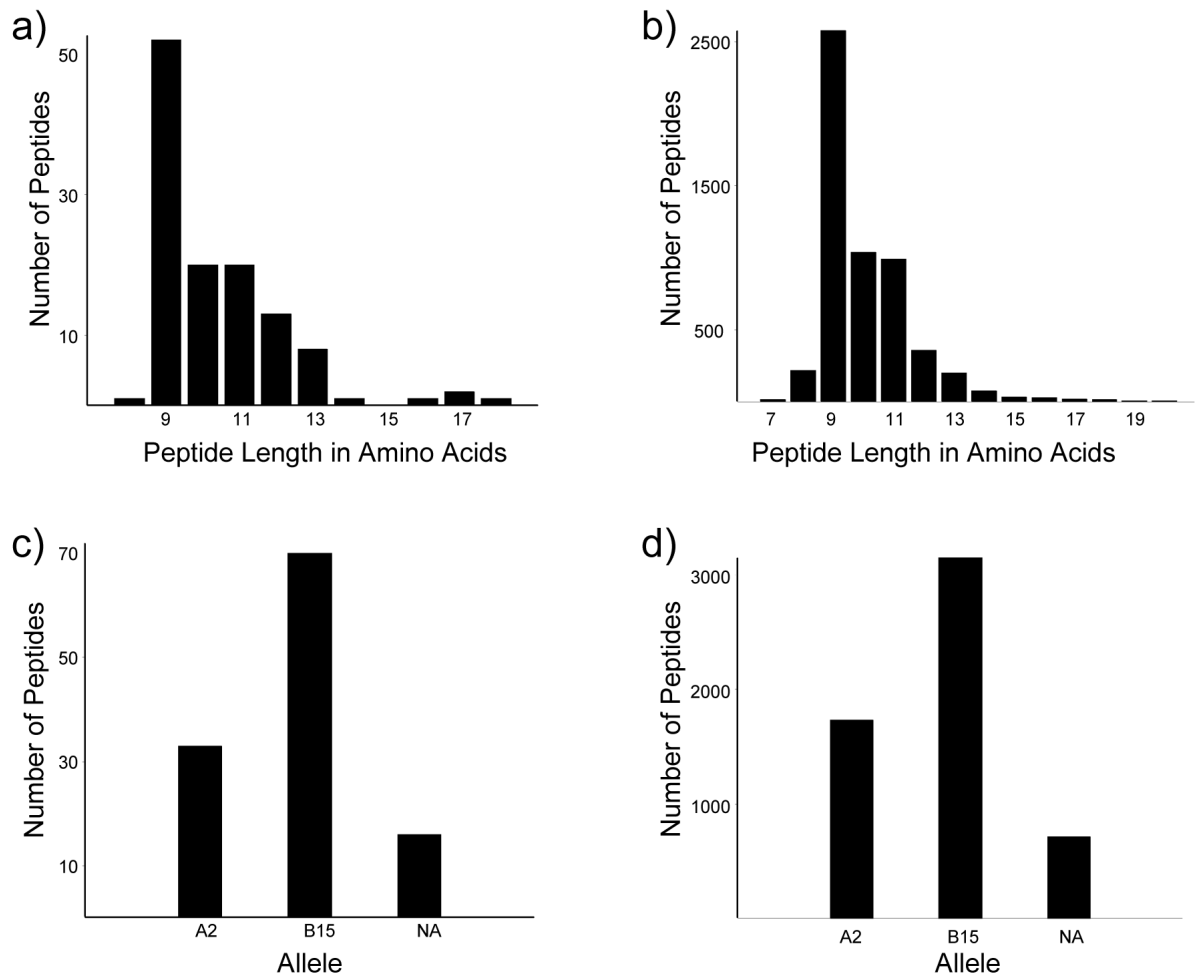 a)
50
30
10
Number of Peptides
9 11 13 15 17
Peptide Length in Amino Acids
b)
2500
1500
500
Number of Peptides
7 9 11 13 15 17 19
Peptide Length in Amino Acids
c)
70
50
30
10
Number of Peptides
A2 B15 NA
Allele
d)
3000
2000
1000
Number of Peptides
A2 B15 NA
Allele